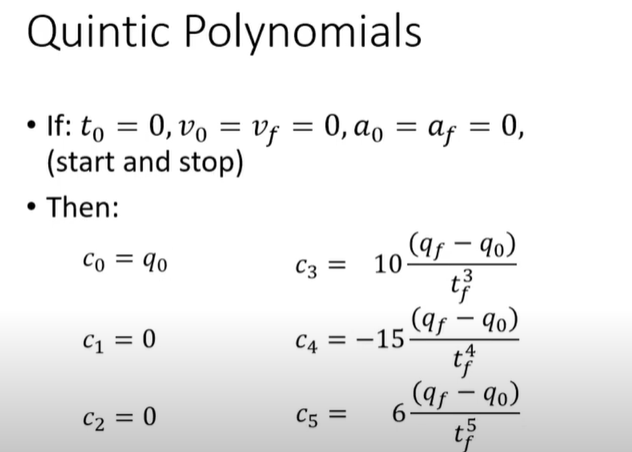 Quintic Polynomials
• If: t₀ = 0, v₀ = v_f = 0, a₀ = a_f = 0,
(start and stop)
• Then:
c₀ = q₀
c₁ = 0
c₂ = 0
c₃ = 10 (q_f − q₀) / t_f³
c₄ = −15 (q_f − q₀) / t_f⁴
c₅ = 6 (q_f − q₀) / t_f⁵